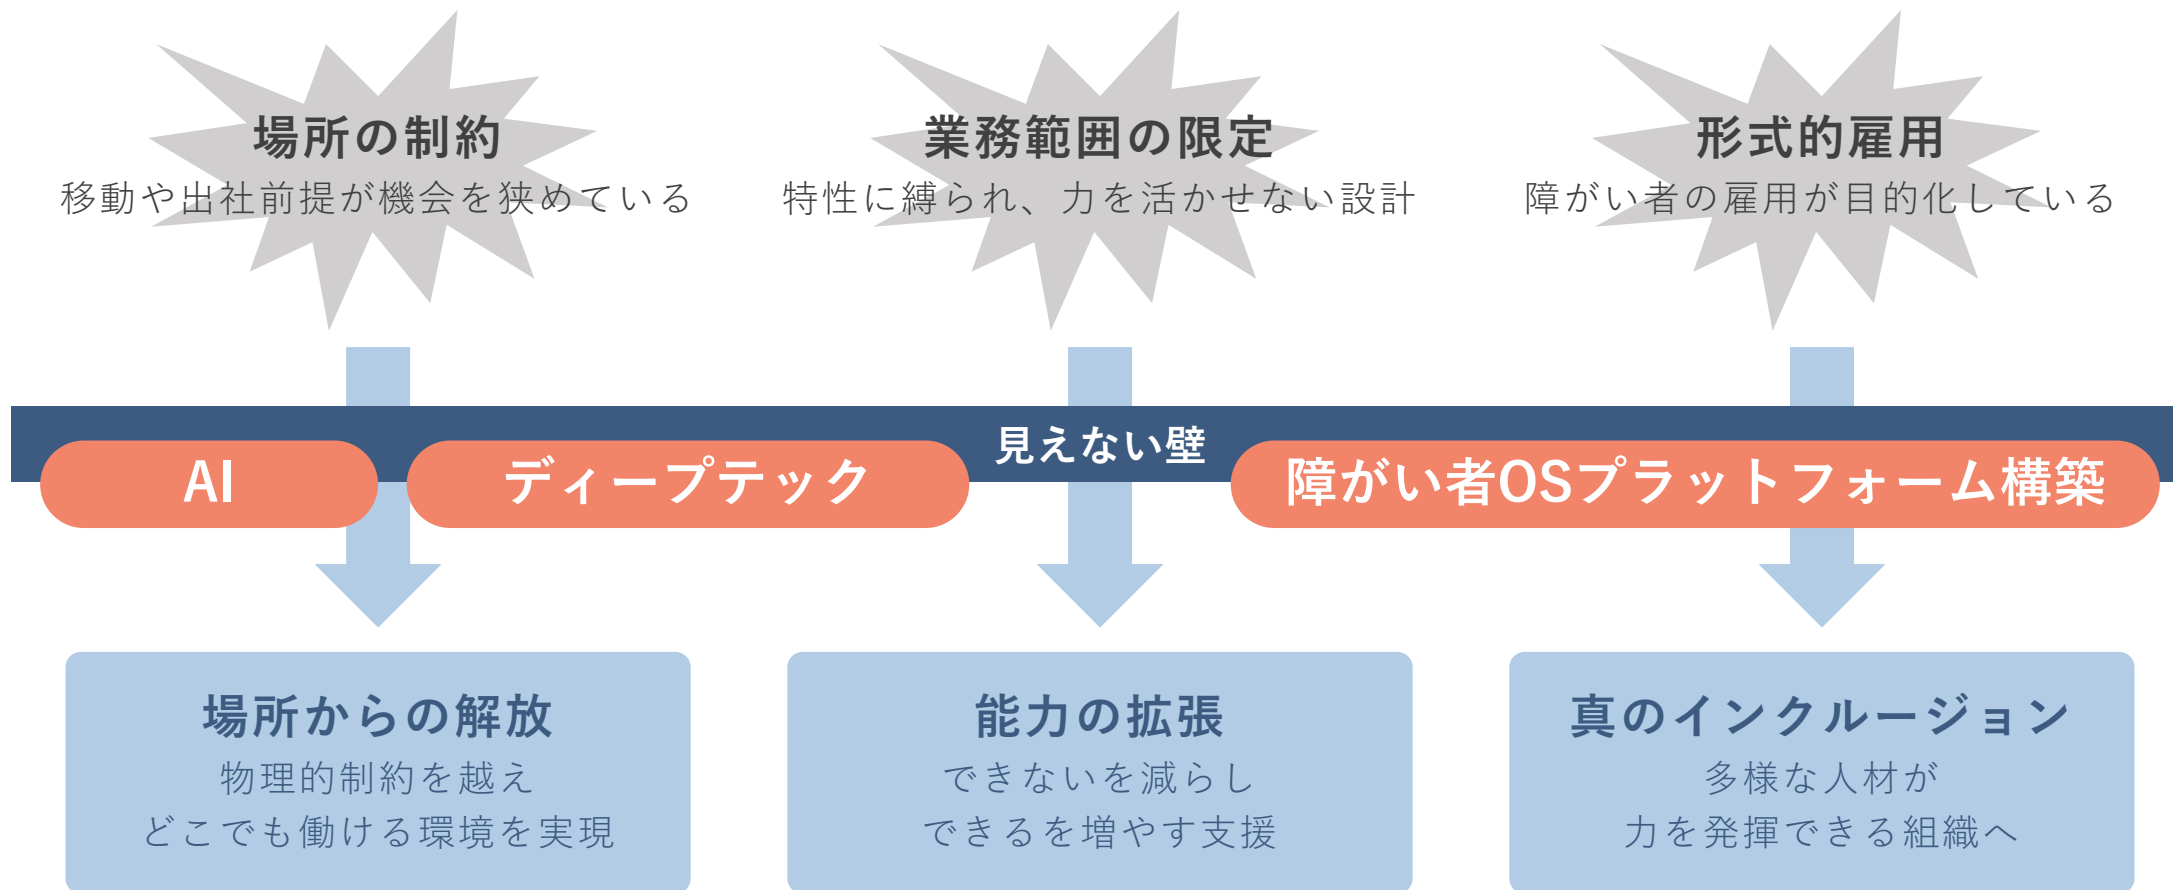 場所の制約
移動や出社前提が機会を狭めている
業務範囲の限定
特性に縛られ、力を活かせない設計
形式的雇用
障がい者の雇用が目的化している
見えない壁
AI
ディープテック
障がい者OSプラットフォーム構築
場所からの解放
物理的制約を越え
どこでも働ける環境を実現
能力の拡張
できないを減らし
できるを増やす支援
真のインクルージョン
多様な人材が
力を発揮できる組織へ